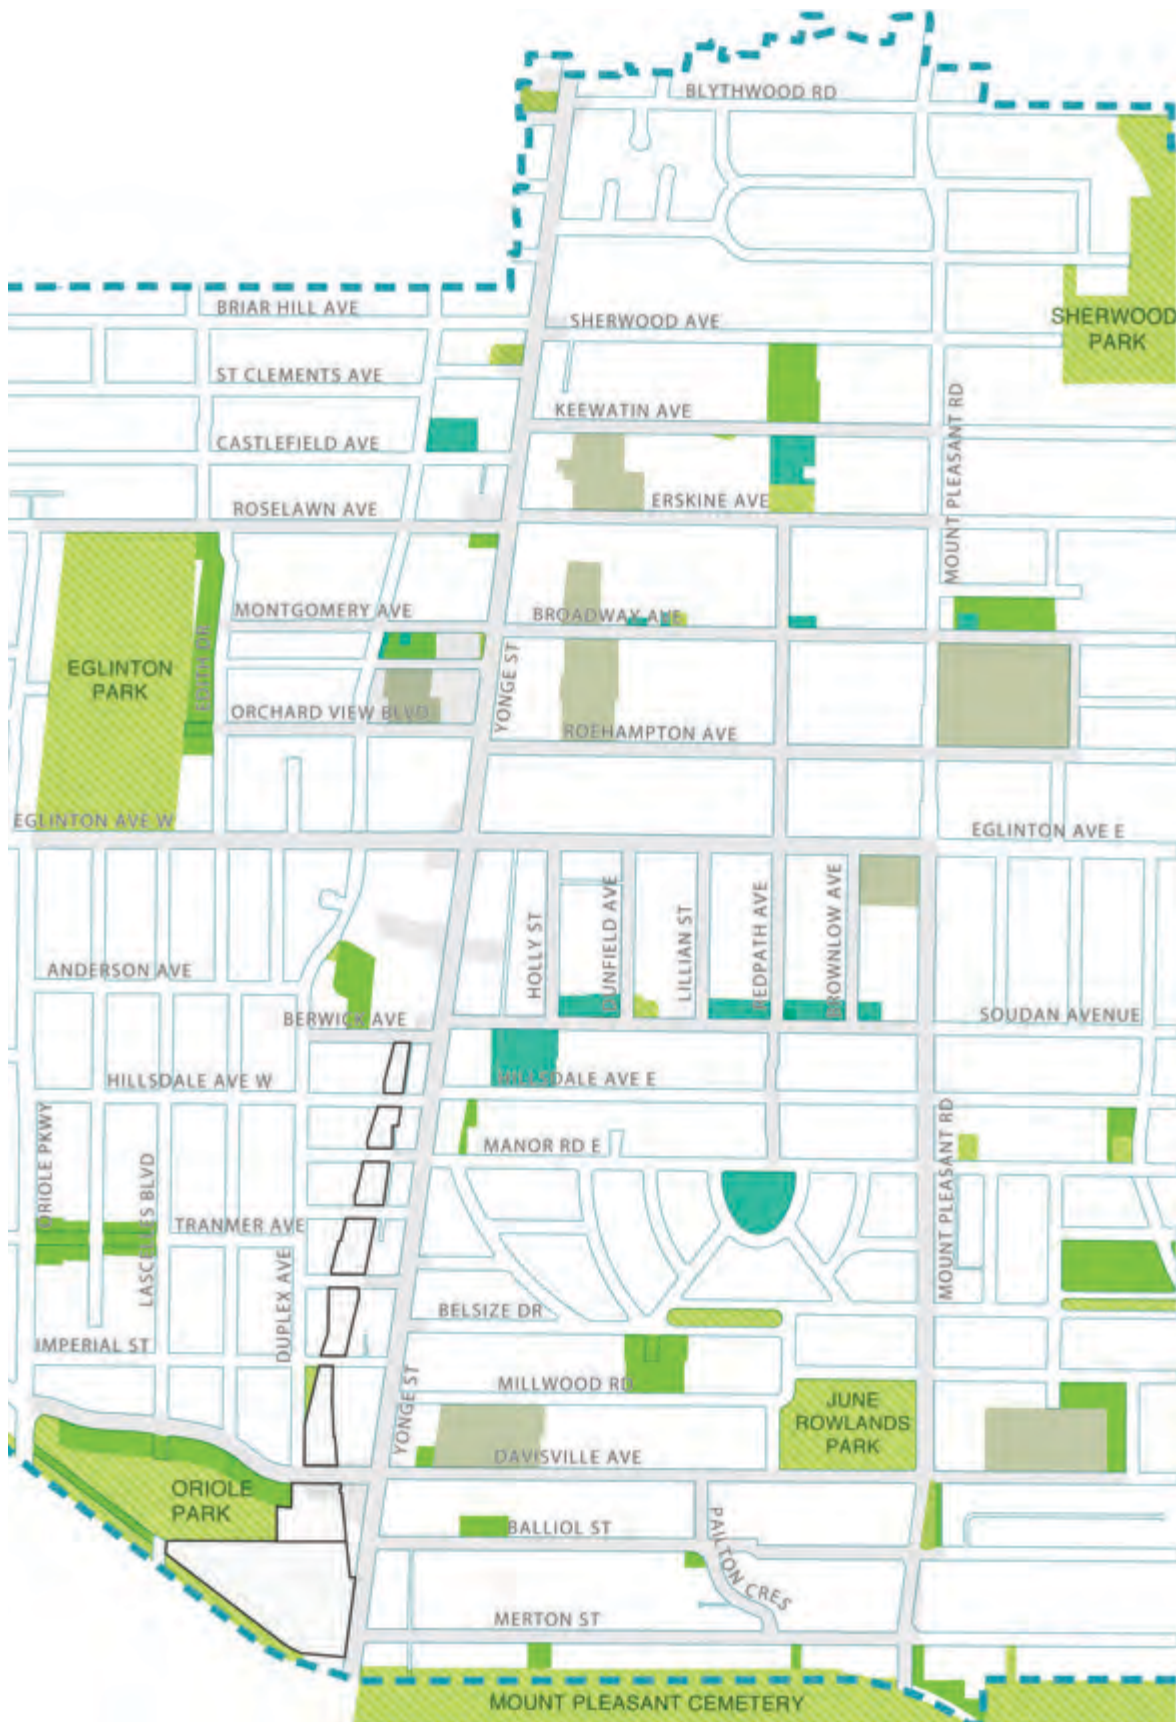 BLYTHWOOD RD
BRIAR HILL AVE
SHERWOOD AVE
SHERWOOD
PARK
ST CLEMENTS AVE
KEEWATIN AVE
MOUNT PLEASANT RD
CASTLEFIELD AVE
ERSKINE AVE
ROSELAWN AVE
MONTGOMERY AVE
BROADWAY AVE
EGLINTON
PARK
EDITH DR
YONGE ST
ORCHARD VIEW BLVD
ROEHAMPTON AVE
EGLINTON AVE W
EGLINTON AVE E
HOLLY ST
DUNFIELD AVE
LILLIAN ST
REDPATH AVE
BROWNLOW AVE
ANDERSON AVE
BERWICK AVE
SOUDAN AVENUE
HILLSDALE AVE W
HILLSDALE AVE E
ORIOLE PKWY
MANOR RD E
MOUNT PLEASANT RD
LASCELLES BLVD
TRANMER AVE
DUPLEX AVE
BELSIZE DR
IMPERIAL ST
YONGE ST
MILLWOOD RD
JUNE
ROWLANDS
PARK
DAVISVILLE AVE
ORIOLE
PARK
BALLIOL ST
PAILTON CRES
MERTON ST
MOUNT PLEASANT CEMETERY